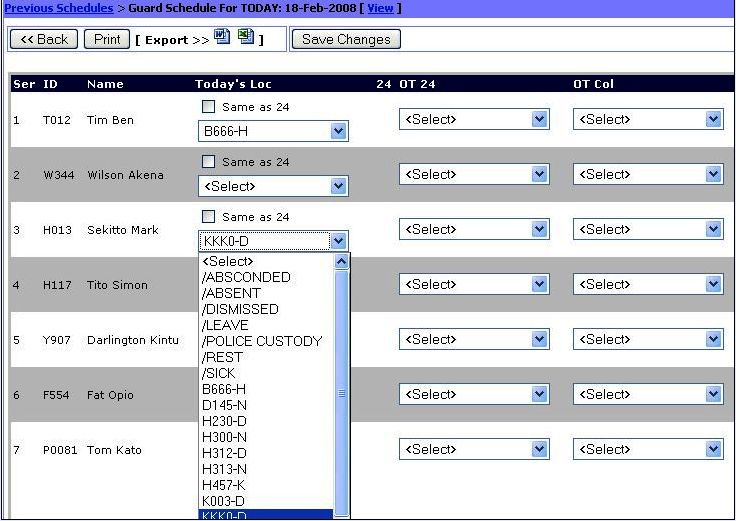 Previous Schedules > Guard Schedule For TODAY: 18-Feb-2008 [ View ]
<< Back Print [ Export >> ] Save Changes
Ser ID Name Today's Loc 24 OT 24 OT Col
Same as 24
1 T012 Tim Ben B666-H <Select> <Select>
Same as 24
2 W344 Wilson Akena <Select> <Select> <Select>
Same as 24
3 H013 Sekitto Mark KKK0-D <Select> <Select>
<Select>
/ABSCONDED
4 H117 Tito Simon <Select> <Select>
/ABSENT
/DISMISSED
/LEAVE
5 Y907 Darlington Kintu <Select> <Select>
/POLICE CUSTODY
/REST
/SICK
B666-H
6 F554 Fat Opio <Select> <Select>
D145-N
H230-D
H300-N
7 P0081 Tom Kato <Select> <Select>
H312-D
H313-N
H457-K
K003-D
KKK0-D